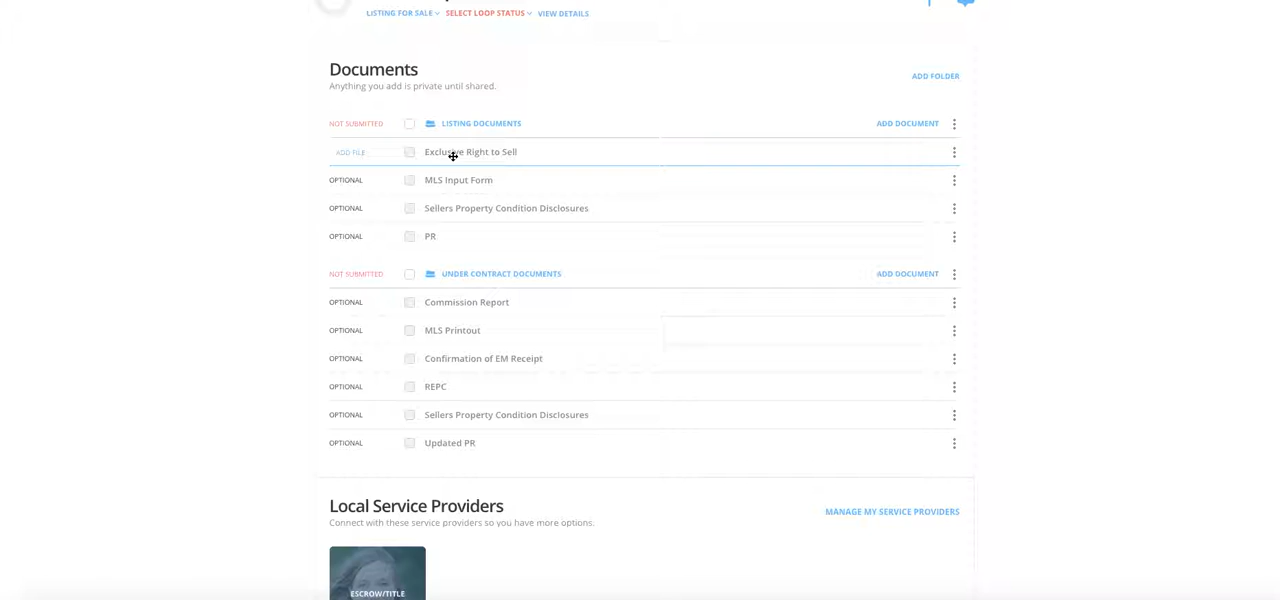 LISTING FOR SALE SELECT LOOP STATUS VIEW DETAILS
Documents
Anything you add is private until shared.
ADD FOLDER
NOT SUBMITTED LISTING DOCUMENTS ADD DOCUMENT
ADD FILE Exclusive Right to Sell
OPTIONAL MLS Input Form
OPTIONAL Sellers Property Condition Disclosures
OPTIONAL PR
NOT SUBMITTED UNDER CONTRACT DOCUMENTS ADD DOCUMENT
OPTIONAL Commission Report
OPTIONAL MLS Printout
OPTIONAL Confirmation of EM Receipt
OPTIONAL REPC
OPTIONAL Sellers Property Condition Disclosures
OPTIONAL Updated PR
Local Service Providers
Connect with these service providers so you have more options.
MANAGE MY SERVICE PROVIDERS
ESCROW/TITLE